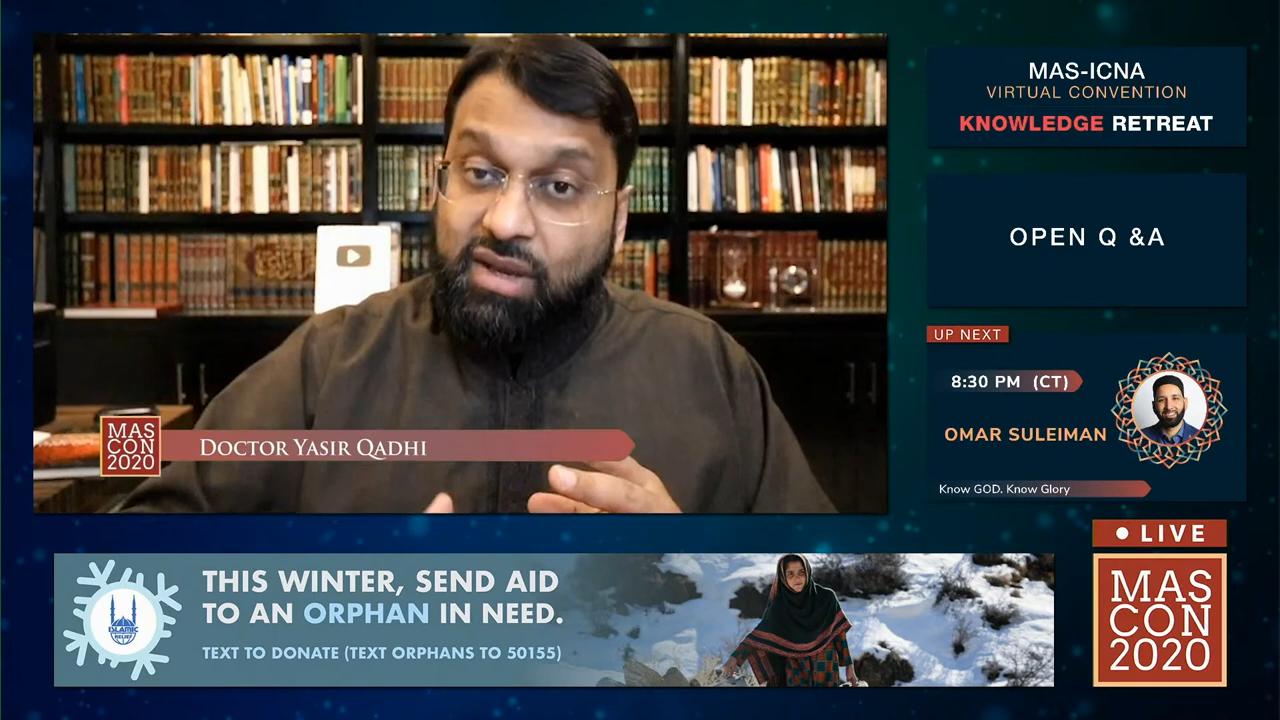 MAS-ICNA
VIRTUAL CONVENTION
KNOWLEDGE RETREAT
OPEN Q &A
UP NEXT
8:30 PM (CT)
OMAR SULEIMAN
Know GOD. Know Glory
MAS
CON
2020
DOCTOR YASIR QADHI
• LIVE
MAS
CON
2020
ISLAMIC
RELIEF
THIS WINTER, SEND AID
TO AN ORPHAN IN NEED.
TEXT TO DONATE (TEXT ORPHANS TO 50155)